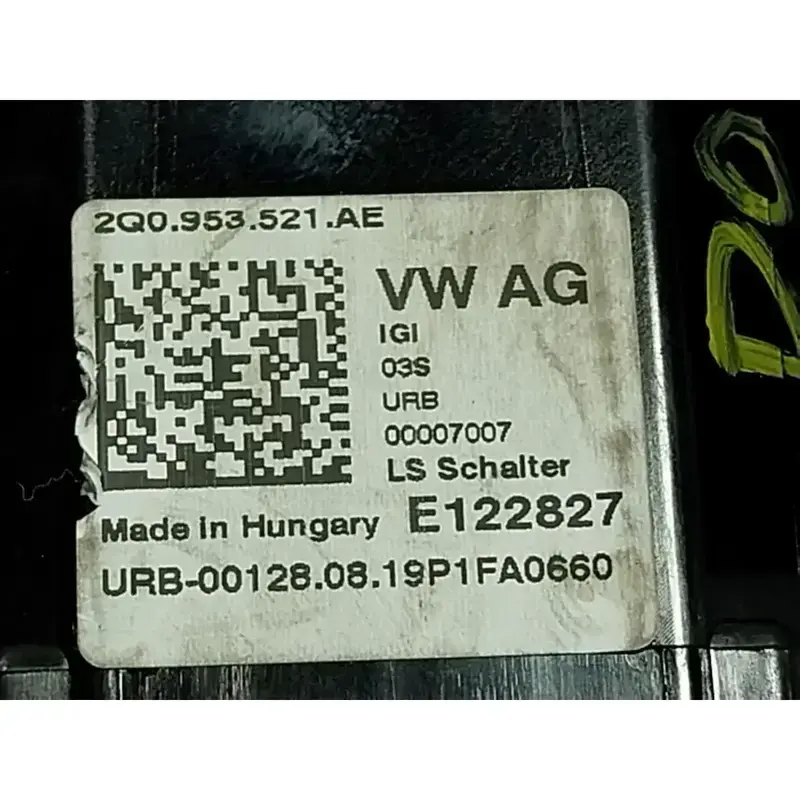 2Q0.953.521.AE
VW AG
IGI
03S
URB
00007007
LS Schalter
Made in Hungary E122827
URB-00128.08.19P1FA0660